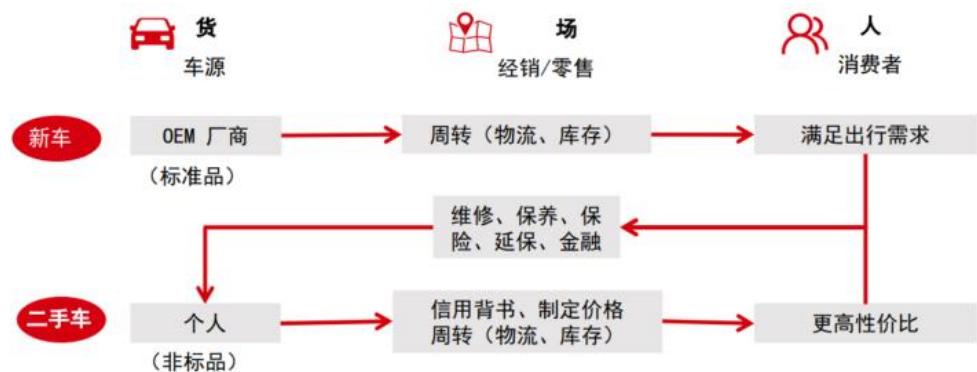 货
车源
场
经销/零售
人
消费者
新车
OEM 厂商
（标准品）
周转（物流、库存）
满足出行需求
维修、保养、保
险、延保、金融
二手车
个人
（非标品）
信用背书、制定价格
周转（物流、库存）
更高性价比